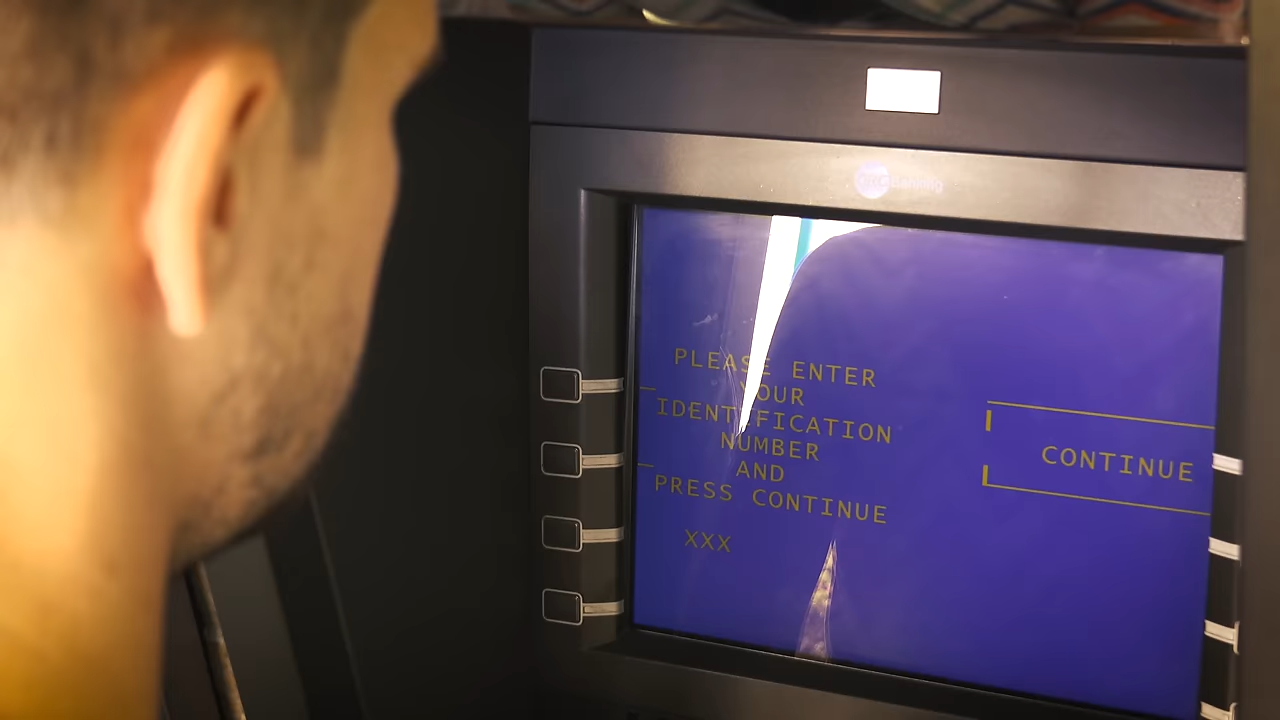 PLEASE ENTER
YOUR
IDENTIFICATION
NUMBER
AND
PRESS CONTINUE
XXX
CONTINUE